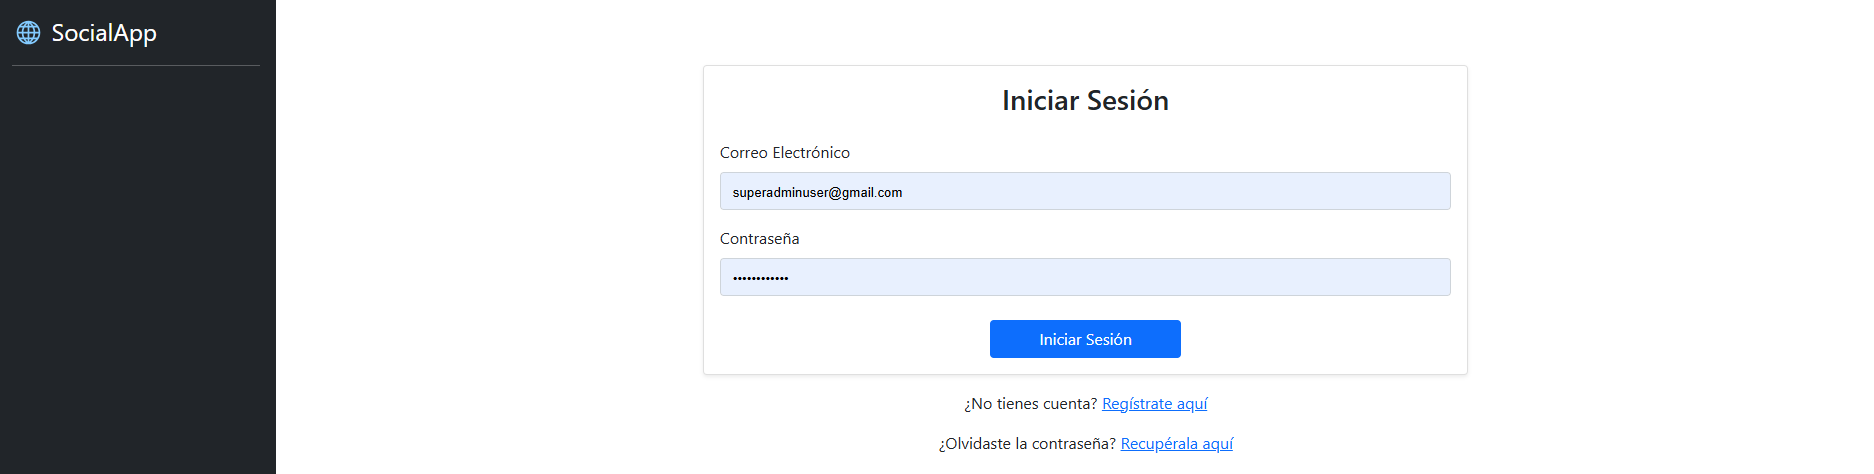 SocialApp
Iniciar Sesión
Correo Electrónico
superadminuser@gmail.com
Contraseña
••••••••••••
Iniciar Sesión
¿No tienes cuenta? Regístrate aquí
¿Olvidaste la contraseña? Recupérala aquí